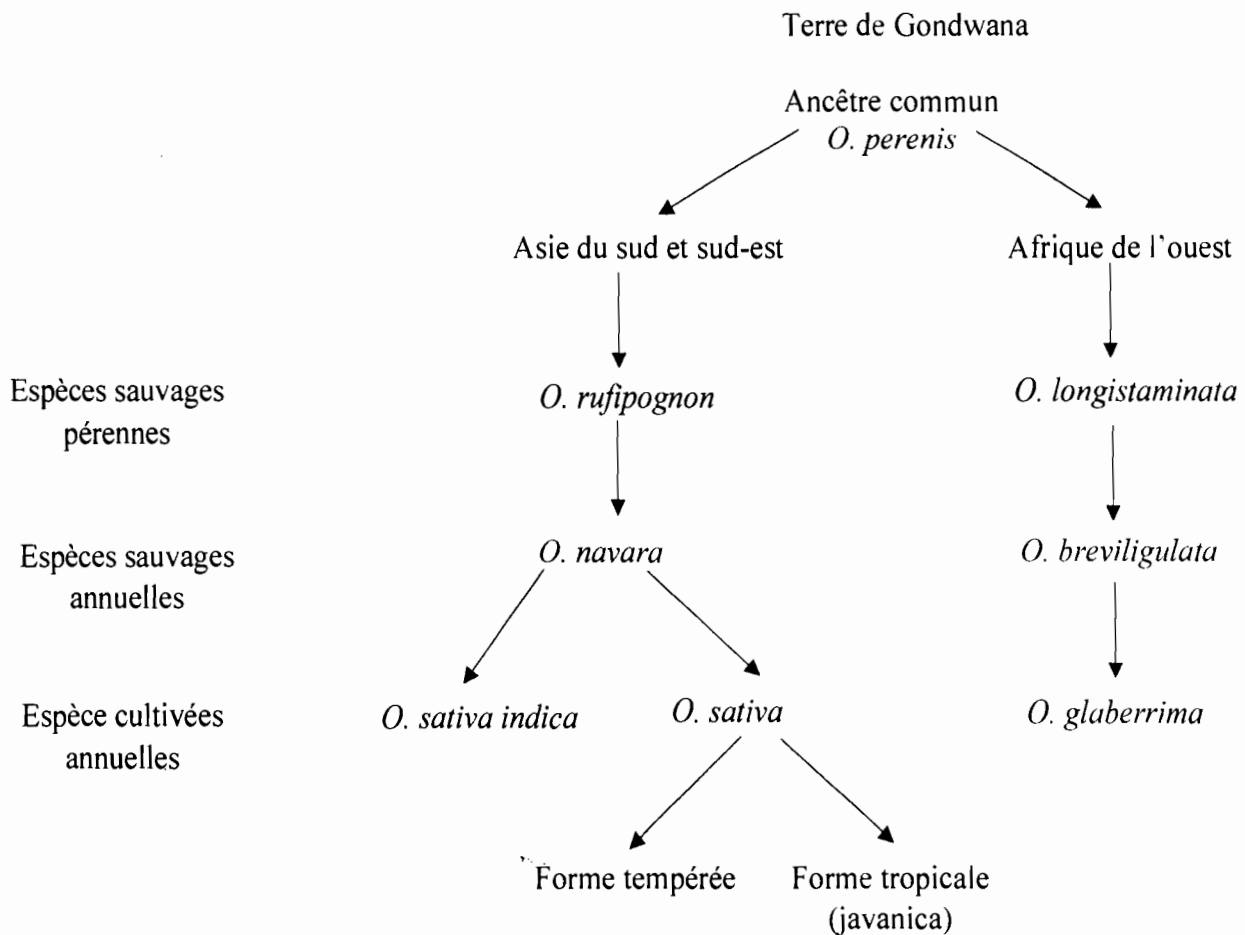 Terre de Gondwana
Ancêtre commun
O. perenis
Asie du sud et sud-est
Afrique de l'ouest
Espèces sauvages
pérennes
O. rufipognon
O. longistaminata
Espèces sauvages
annuelles
O. navara
O. breviligulata
Espèce cultivées
annuelles
O. sativa indica
O. sativa
O. glaberrima
Forme tempérée
Forme tropicale
(javanica)